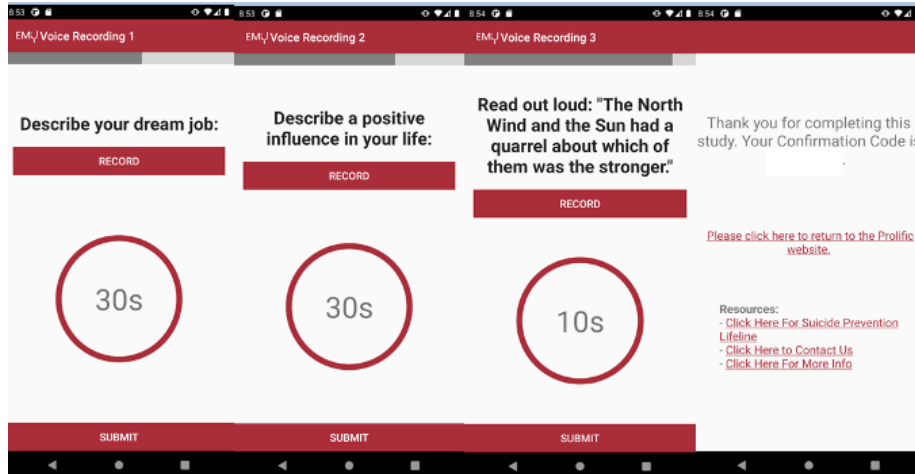 8:53
EMU Voice Recording 1
Describe your dream job:
RECORD
30s
SUBMIT
8:53
EMU Voice Recording 2
Describe a positive
influence in your life:
RECORD
30s
SUBMIT
8:54
EMU Voice Recording 3
Read out loud: "The North
Wind and the Sun had a
quarrel about which of
them was the stronger."
RECORD
10s
SUBMIT
8:54
Thank you for completing this
study. Your Confirmation Code is
.
Please click here to return to the Prolific
website.
Resources:
- Click Here For Suicide Prevention
Lifeline
- Click Here to Contact Us
- Click Here For More Info